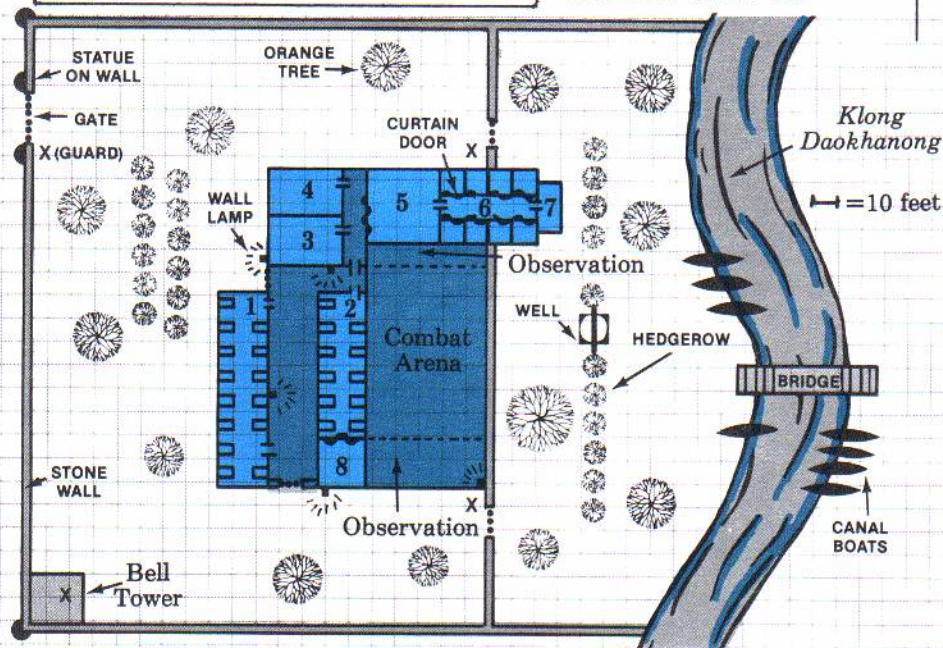 STATUE
ON WALL
ORANGE
TREE
GATE
X (GUARD)
CURTAIN
DOOR
X
Klong
Daokhanong
= 10 feet
WALL
LAMP
4
5
6
7
3
Observation
1
2
WELL
HEDGEROW
Combat
Arena
BRIDGE
8
STONE
WALL
X
Observation
CANAL
BOATS
Bell
Tower
X